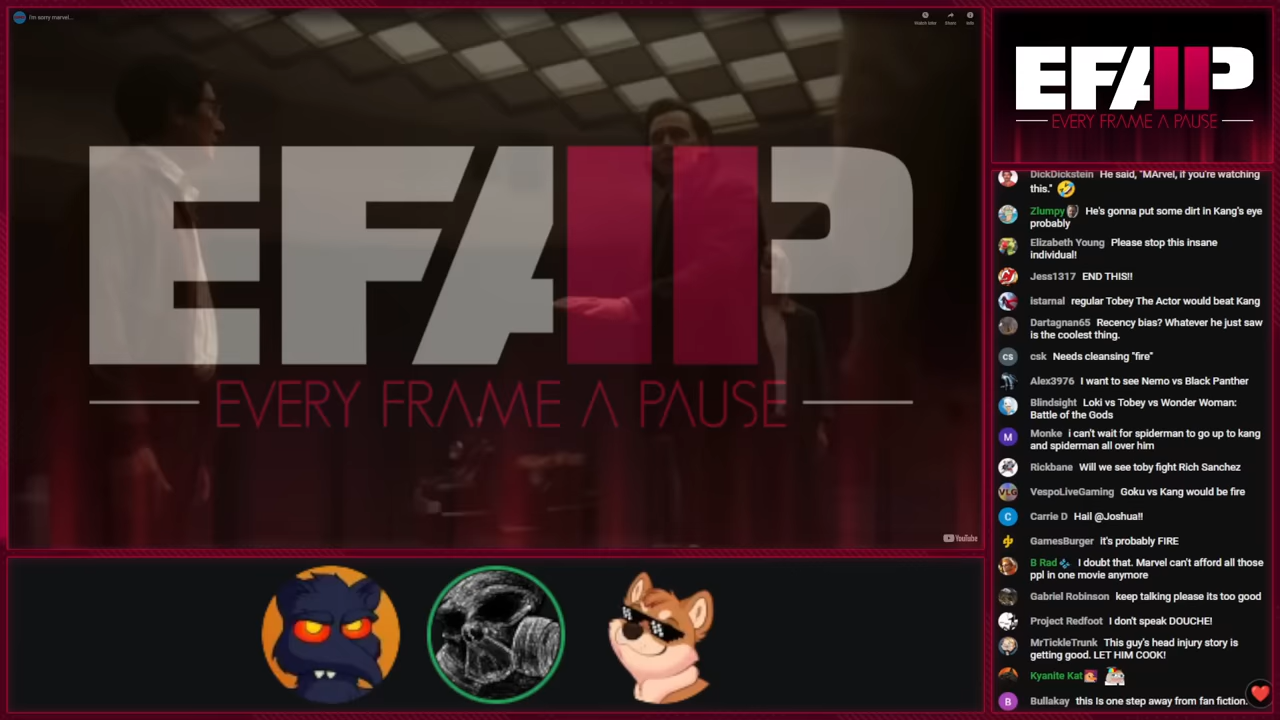 I'm sorry marvel...
Watch later
Share
Info
EFAP
EVERY FRAME A PAUSE
YouTube
EFAP
EVERY FRAME A PAUSE
DickDickstein He said, "MArvel, if you're watching
this." 🤣
Zlumpy He's gonna put some dirt in Kang's eye
probably
Elizabeth Young Please stop this insane
individual!
Jess1317 END THIS!!
istarnal regular Tobey The Actor would beat Kang
Dartagnan65 Recency bias? Whatever he just saw
is the coolest thing.
CS csk Needs cleansing "fire"
Alex3976 I want to see Nemo vs Black Panther
Blindsight Loki vs Tobey vs Wonder Woman:
Battle of the Gods
M Monke i can't wait for spiderman to go up to kang
and spiderman all over him
Rickbane Will we see toby fight Rich Sanchez
VLG VespoLiveGaming Goku vs Kang would be fire
C Carrie D Hail @Joshua!!
GamesBurger it's probably FIRE
B Rad I doubt that. Marvel can't afford all those
ppl in one movie anymore
Gabriel Robinson keep talking please its too good
Project Redfoot I don't speak DOUCHE!
MrTickleTrunk This guy's head injury story is
getting good. LET HIM COOK!
Kyanite Kat
B Bullakay this Is one step away from fan fiction.